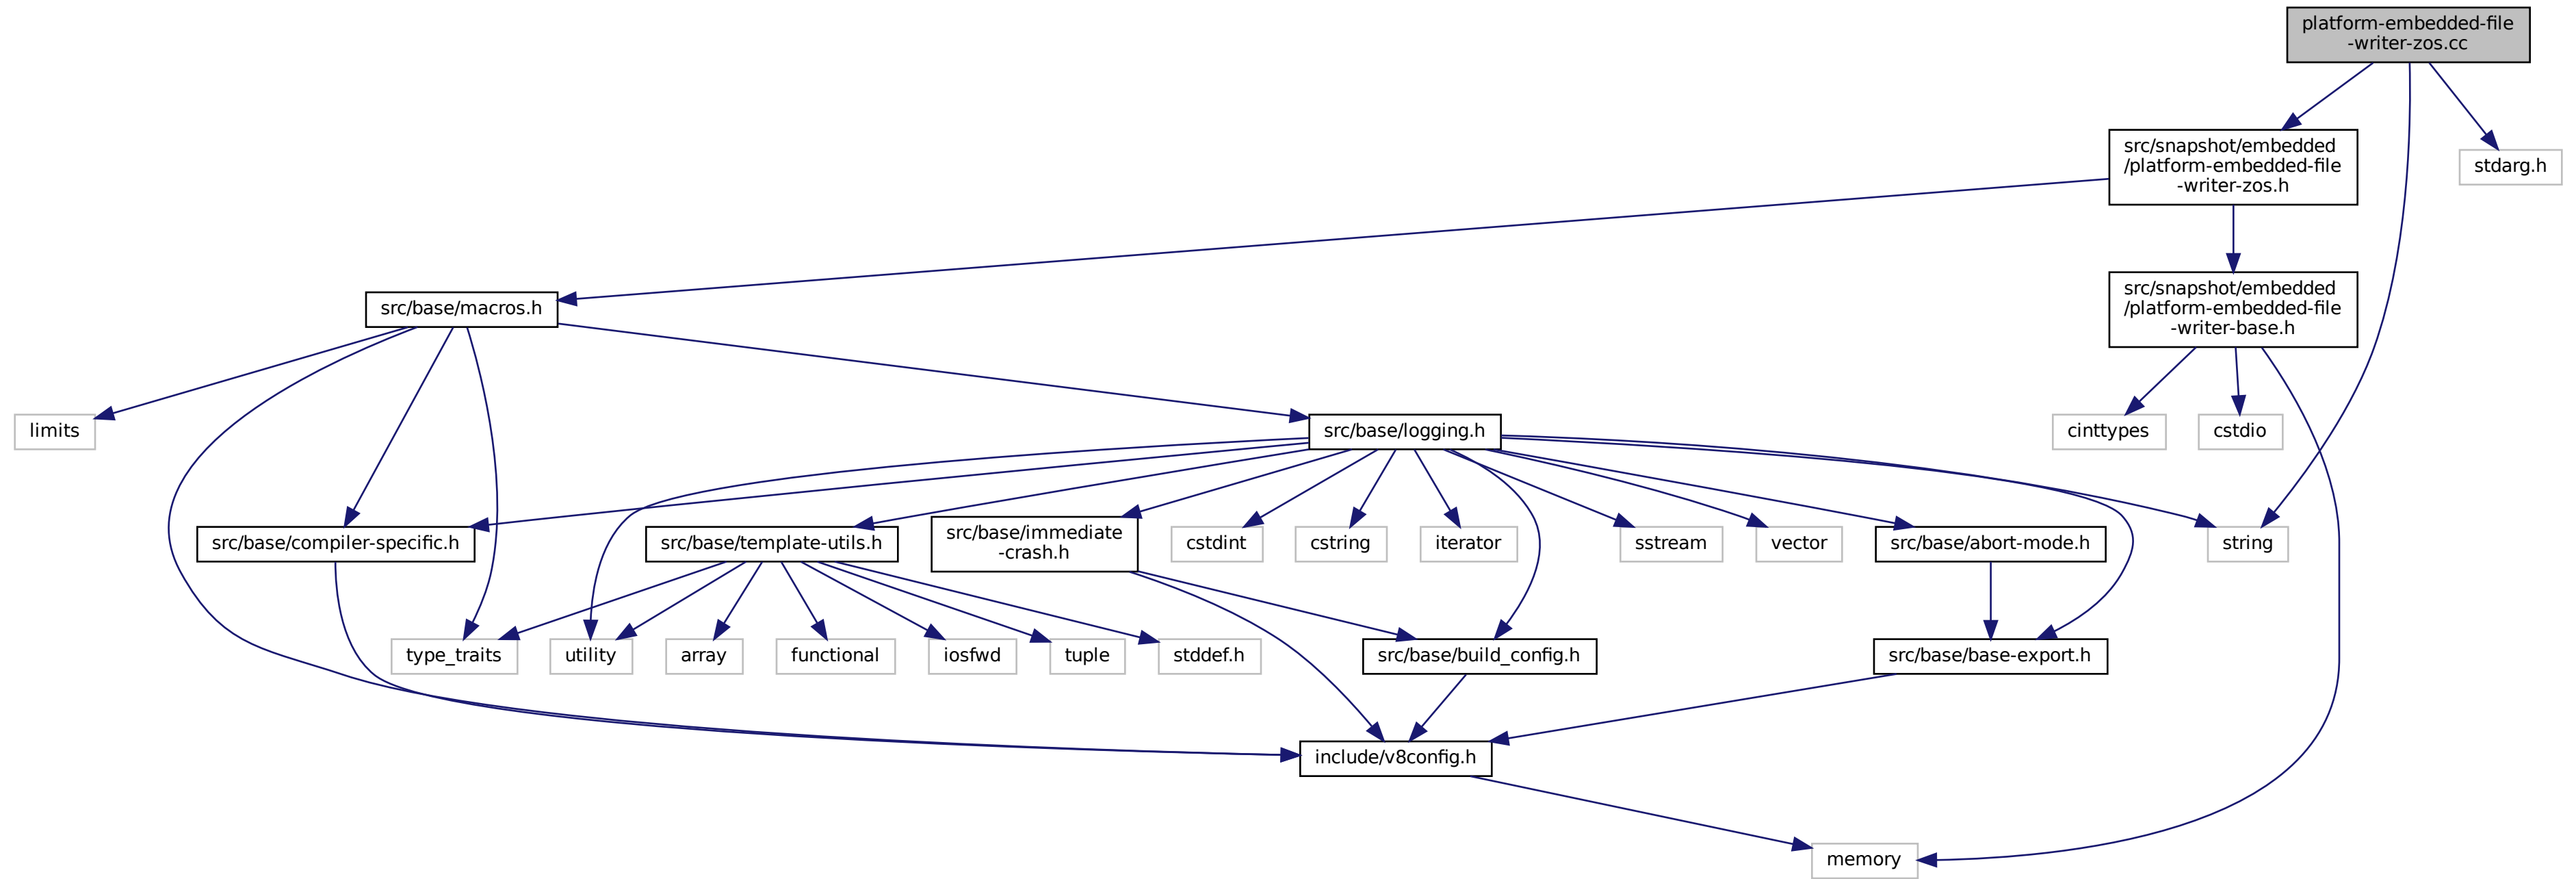 platform-embedded-file
-writer-zos.cc
src/snapshot/embedded
/platform-embedded-file
-writer-zos.h
stdarg.h
src/snapshot/embedded
/platform-embedded-file
-writer-base.h
src/base/macros.h
limits
src/base/logging.h
cinttypes
cstdio
src/base/compiler-specific.h
src/base/template-utils.h
src/base/immediate
-crash.h
cstdint
cstring
iterator
sstream
vector
src/base/abort-mode.h
string
type_traits
utility
array
functional
iosfwd
tuple
stddef.h
src/base/build_config.h
src/base/base-export.h
include/v8config.h
memory